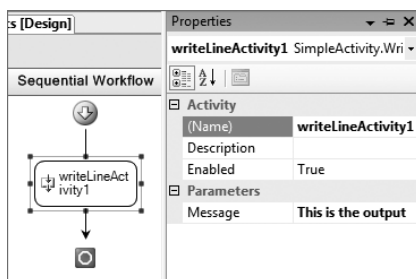 s [Design]
Sequential Workflow
writeLineAct
ivity1
Properties
writeLineActivity1 SimpleActivity.Wri
Activity
(Name) writeLineActivity1
Description
Enabled True
Parameters
Message This is the output